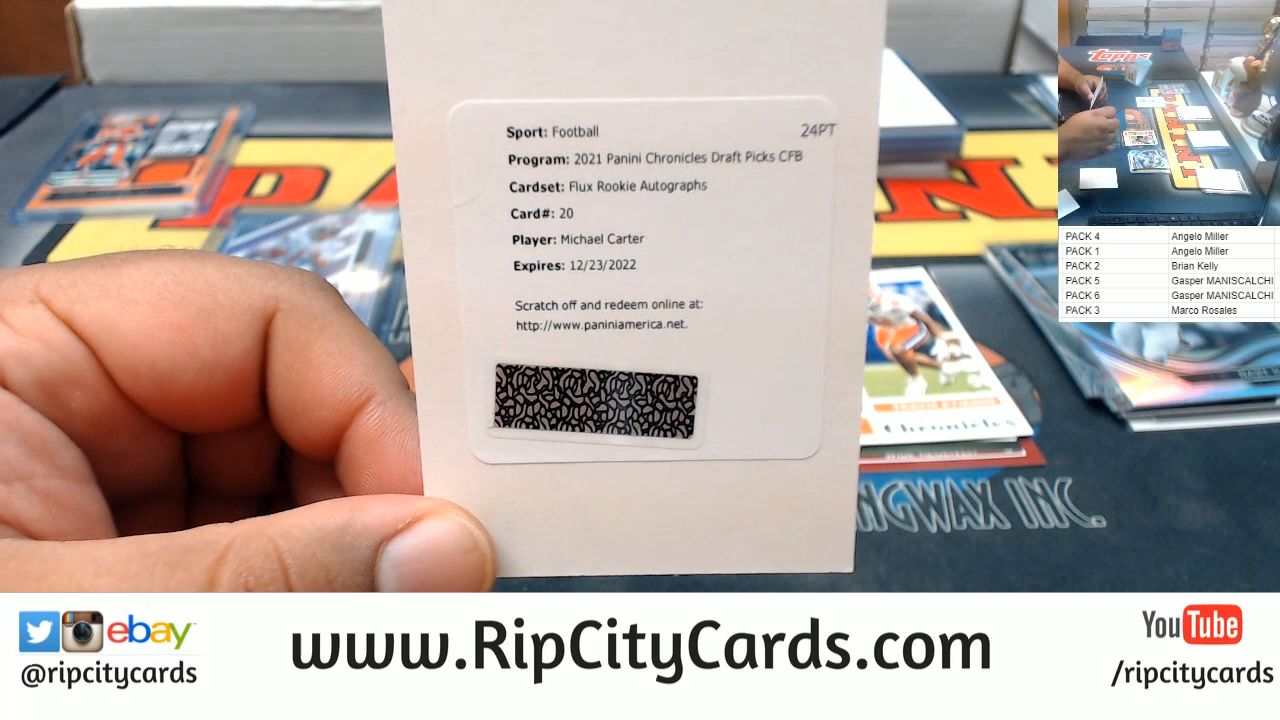 Sport: Football
24PT
Program: 2021 Panini Chronicles Draft Picks CFB
Cardset: Flux Rookie Autographs
Card#: 20
Player: Michael Carter
Expires: 12/23/2022
Scratch off and redeem online at:
http://www.paniniamerica.net.
Topps
PANINI
PACK 4 Angelo Miller
PACK 1 Angelo Miller
PACK 2 Brian Kelly
PACK 5 Gasper MANISCALCHI
PACK 6 Gasper MANISCALCHI
PACK 3 Marco Rosales
Chronicles
NGWAX INC.
ebay
@ripcitycards
www.RipCityCards.com
YouTube
/ripcitycards